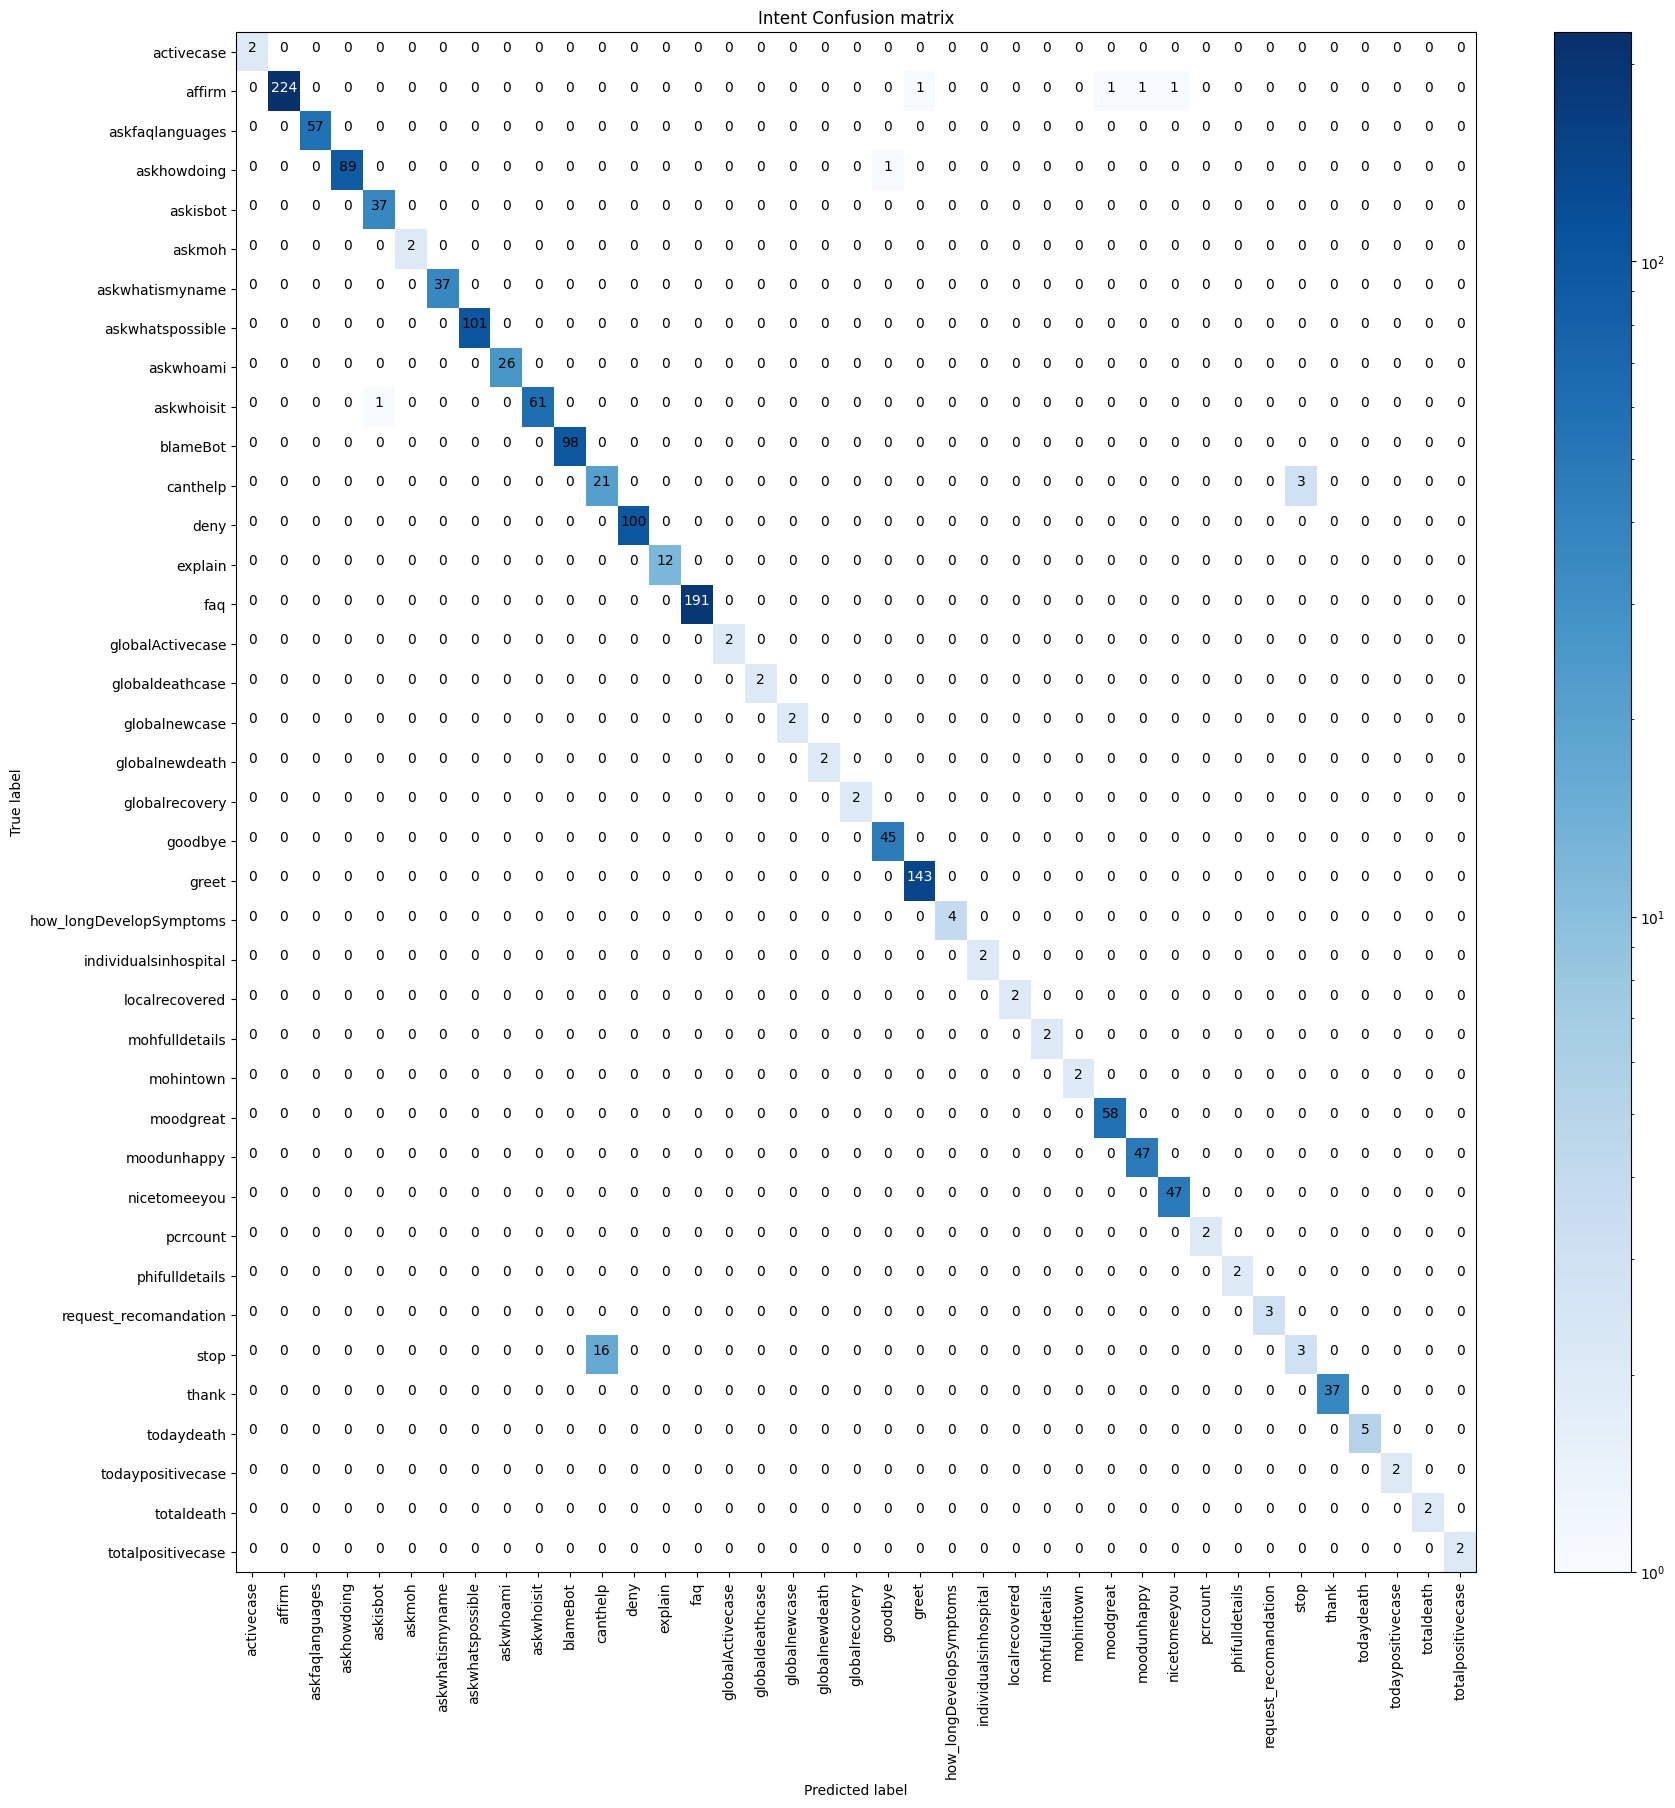 Intent Confusion matrix
activecase 2 0 0 0 0 0 0 0 0 0 0 0 0 0 0 0 0 0 0 0 0 0 0 0 0 0 0 0 0 0 0 0 0 0 0 0 0 0 0
affirm 0 224 0 0 0 0 0 0 0 0 0 0 0 0 0 0 0 0 0 0 0 1 0 0 0 0 0 1 1 1 0 0 0 0 0 0 0 0 0
askfaqlanguages 0 0 57 0 0 0 0 0 0 0 0 0 0 0 0 0 0 0 0 0 0 0 0 0 0 0 0 0 0 0 0 0 0 0 0 0 0 0 0
askhowdoing 0 0 0 89 0 0 0 0 0 0 0 0 0 0 0 0 0 0 0 0 1 0 0 0 0 0 0 0 0 0 0 0 0 0 0 0 0 0 0
askisbot 0 0 0 0 37 0 0 0 0 0 0 0 0 0 0 0 0 0 0 0 0 0 0 0 0 0 0 0 0 0 0 0 0 0 0 0 0 0 0
askmoh 0 0 0 0 0 2 0 0 0 0 0 0 0 0 0 0 0 0 0 0 0 0 0 0 0 0 0 0 0 0 0 0 0 0 0 0 0 0 0
askwhatismyname 0 0 0 0 0 0 37 0 0 0 0 0 0 0 0 0 0 0 0 0 0 0 0 0 0 0 0 0 0 0 0 0 0 0 0 0 0 0 0
askwhatspossible 0 0 0 0 0 0 0 101 0 0 0 0 0 0 0 0 0 0 0 0 0 0 0 0 0 0 0 0 0 0 0 0 0 0 0 0 0 0 0
askwhoami 0 0 0 0 0 0 0 0 26 0 0 0 0 0 0 0 0 0 0 0 0 0 0 0 0 0 0 0 0 0 0 0 0 0 0 0 0 0 0
askwhoisit 0 0 0 0 1 0 0 0 0 61 0 0 0 0 0 0 0 0 0 0 0 0 0 0 0 0 0 0 0 0 0 0 0 0 0 0 0 0 0
blameBot 0 0 0 0 0 0 0 0 0 0 98 0 0 0 0 0 0 0 0 0 0 0 0 0 0 0 0 0 0 0 0 0 0 0 0 0 0 0 0
canthelp 0 0 0 0 0 0 0 0 0 0 0 21 0 0 0 0 0 0 0 0 0 0 0 0 0 0 0 0 0 0 0 0 0 3 0 0 0 0 0
deny 0 0 0 0 0 0 0 0 0 0 0 0 100 0 0 0 0 0 0 0 0 0 0 0 0 0 0 0 0 0 0 0 0 0 0 0 0 0 0
explain 0 0 0 0 0 0 0 0 0 0 0 0 0 12 0 0 0 0 0 0 0 0 0 0 0 0 0 0 0 0 0 0 0 0 0 0 0 0 0
faq 0 0 0 0 0 0 0 0 0 0 0 0 0 0 191 0 0 0 0 0 0 0 0 0 0 0 0 0 0 0 0 0 0 0 0 0 0 0 0
globalActivecase 0 0 0 0 0 0 0 0 0 0 0 0 0 0 0 2 0 0 0 0 0 0 0 0 0 0 0 0 0 0 0 0 0 0 0 0 0 0 0
globaldeathcase 0 0 0 0 0 0 0 0 0 0 0 0 0 0 0 0 2 0 0 0 0 0 0 0 0 0 0 0 0 0 0 0 0 0 0 0 0 0 0
globalnewcase 0 0 0 0 0 0 0 0 0 0 0 0 0 0 0 0 0 2 0 0 0 0 0 0 0 0 0 0 0 0 0 0 0 0 0 0 0 0 0
globalnewdeath 0 0 0 0 0 0 0 0 0 0 0 0 0 0 0 0 0 0 2 0 0 0 0 0 0 0 0 0 0 0 0 0 0 0 0 0 0 0 0
globalrecovery 0 0 0 0 0 0 0 0 0 0 0 0 0 0 0 0 0 0 0 2 0 0 0 0 0 0 0 0 0 0 0 0 0 0 0 0 0 0 0
goodbye 0 0 0 0 0 0 0 0 0 0 0 0 0 0 0 0 0 0 0 0 45 0 0 0 0 0 0 0 0 0 0 0 0 0 0 0 0 0 0
greet 0 0 0 0 0 0 0 0 0 0 0 0 0 0 0 0 0 0 0 0 0 143 0 0 0 0 0 0 0 0 0 0 0 0 0 0 0 0 0
how_longDevelopSymptoms 0 0 0 0 0 0 0 0 0 0 0 0 0 0 0 0 0 0 0 0 0 0 4 0 0 0 0 0 0 0 0 0 0 0 0 0 0 0 0
individualsinhospital 0 0 0 0 0 0 0 0 0 0 0 0 0 0 0 0 0 0 0 0 0 0 0 2 0 0 0 0 0 0 0 0 0 0 0 0 0 0 0
localrecovered 0 0 0 0 0 0 0 0 0 0 0 0 0 0 0 0 0 0 0 0 0 0 0 0 2 0 0 0 0 0 0 0 0 0 0 0 0 0 0
mohfulldetails 0 0 0 0 0 0 0 0 0 0 0 0 0 0 0 0 0 0 0 0 0 0 0 0 0 2 0 0 0 0 0 0 0 0 0 0 0 0 0
mohintown 0 0 0 0 0 0 0 0 0 0 0 0 0 0 0 0 0 0 0 0 0 0 0 0 0 0 2 0 0 0 0 0 0 0 0 0 0 0 0
moodgreat 0 0 0 0 0 0 0 0 0 0 0 0 0 0 0 0 0 0 0 0 0 0 0 0 0 0 0 58 0 0 0 0 0 0 0 0 0 0 0
moodunhappy 0 0 0 0 0 0 0 0 0 0 0 0 0 0 0 0 0 0 0 0 0 0 0 0 0 0 0 0 47 0 0 0 0 0 0 0 0 0 0
nicetomeeyou 0 0 0 0 0 0 0 0 0 0 0 0 0 0 0 0 0 0 0 0 0 0 0 0 0 0 0 0 0 47 0 0 0 0 0 0 0 0 0
pcrcount 0 0 0 0 0 0 0 0 0 0 0 0 0 0 0 0 0 0 0 0 0 0 0 0 0 0 0 0 0 0 2 0 0 0 0 0 0 0 0
phifulldetails 0 0 0 0 0 0 0 0 0 0 0 0 0 0 0 0 0 0 0 0 0 0 0 0 0 0 0 0 0 0 0 2 0 0 0 0 0 0 0
request_recomandation 0 0 0 0 0 0 0 0 0 0 0 0 0 0 0 0 0 0 0 0 0 0 0 0 0 0 0 0 0 0 0 0 3 0 0 0 0 0 0
stop 0 0 0 0 0 0 0 0 0 0 0 16 0 0 0 0 0 0 0 0 0 0 0 0 0 0 0 0 0 0 0 0 0 3 0 0 0 0 0
thank 0 0 0 0 0 0 0 0 0 0 0 0 0 0 0 0 0 0 0 0 0 0 0 0 0 0 0 0 0 0 0 0 0 0 37 0 0 0 0
todaydeath 0 0 0 0 0 0 0 0 0 0 0 0 0 0 0 0 0 0 0 0 0 0 0 0 0 0 0 0 0 0 0 0 0 0 0 5 0 0 0
todaypositivecase 0 0 0 0 0 0 0 0 0 0 0 0 0 0 0 0 0 0 0 0 0 0 0 0 0 0 0 0 0 0 0 0 0 0 0 0 2 0 0
totaldeath 0 0 0 0 0 0 0 0 0 0 0 0 0 0 0 0 0 0 0 0 0 0 0 0 0 0 0 0 0 0 0 0 0 0 0 0 0 2 0
totalpositivecase 0 0 0 0 0 0 0 0 0 0 0 0 0 0 0 0 0 0 0 0 0 0 0 0 0 0 0 0 0 0 0 0 0 0 0 0 0 0 2
True label
activecase
affirm
askfaqlanguages
askhowdoing
askisbot
askmoh
askwhatismyname
askwhatspossible
askwhoami
askwhoisit
blameBot
canthelp
deny
explain
faq
globalActivecase
globaldeathcase
globalnewcase
globalnewdeath
globalrecovery
goodbye
greet
how_longDevelopSymptoms
individualsinhospital
localrecovered
mohfulldetails
mohintown
moodgreat
moodunhappy
nicetomeeyou
pcrcount
phifulldetails
request_recomandation
stop
thank
todaydeath
todaypositivecase
totaldeath
totalpositivecase
Predicted label
10²
10¹
10⁰